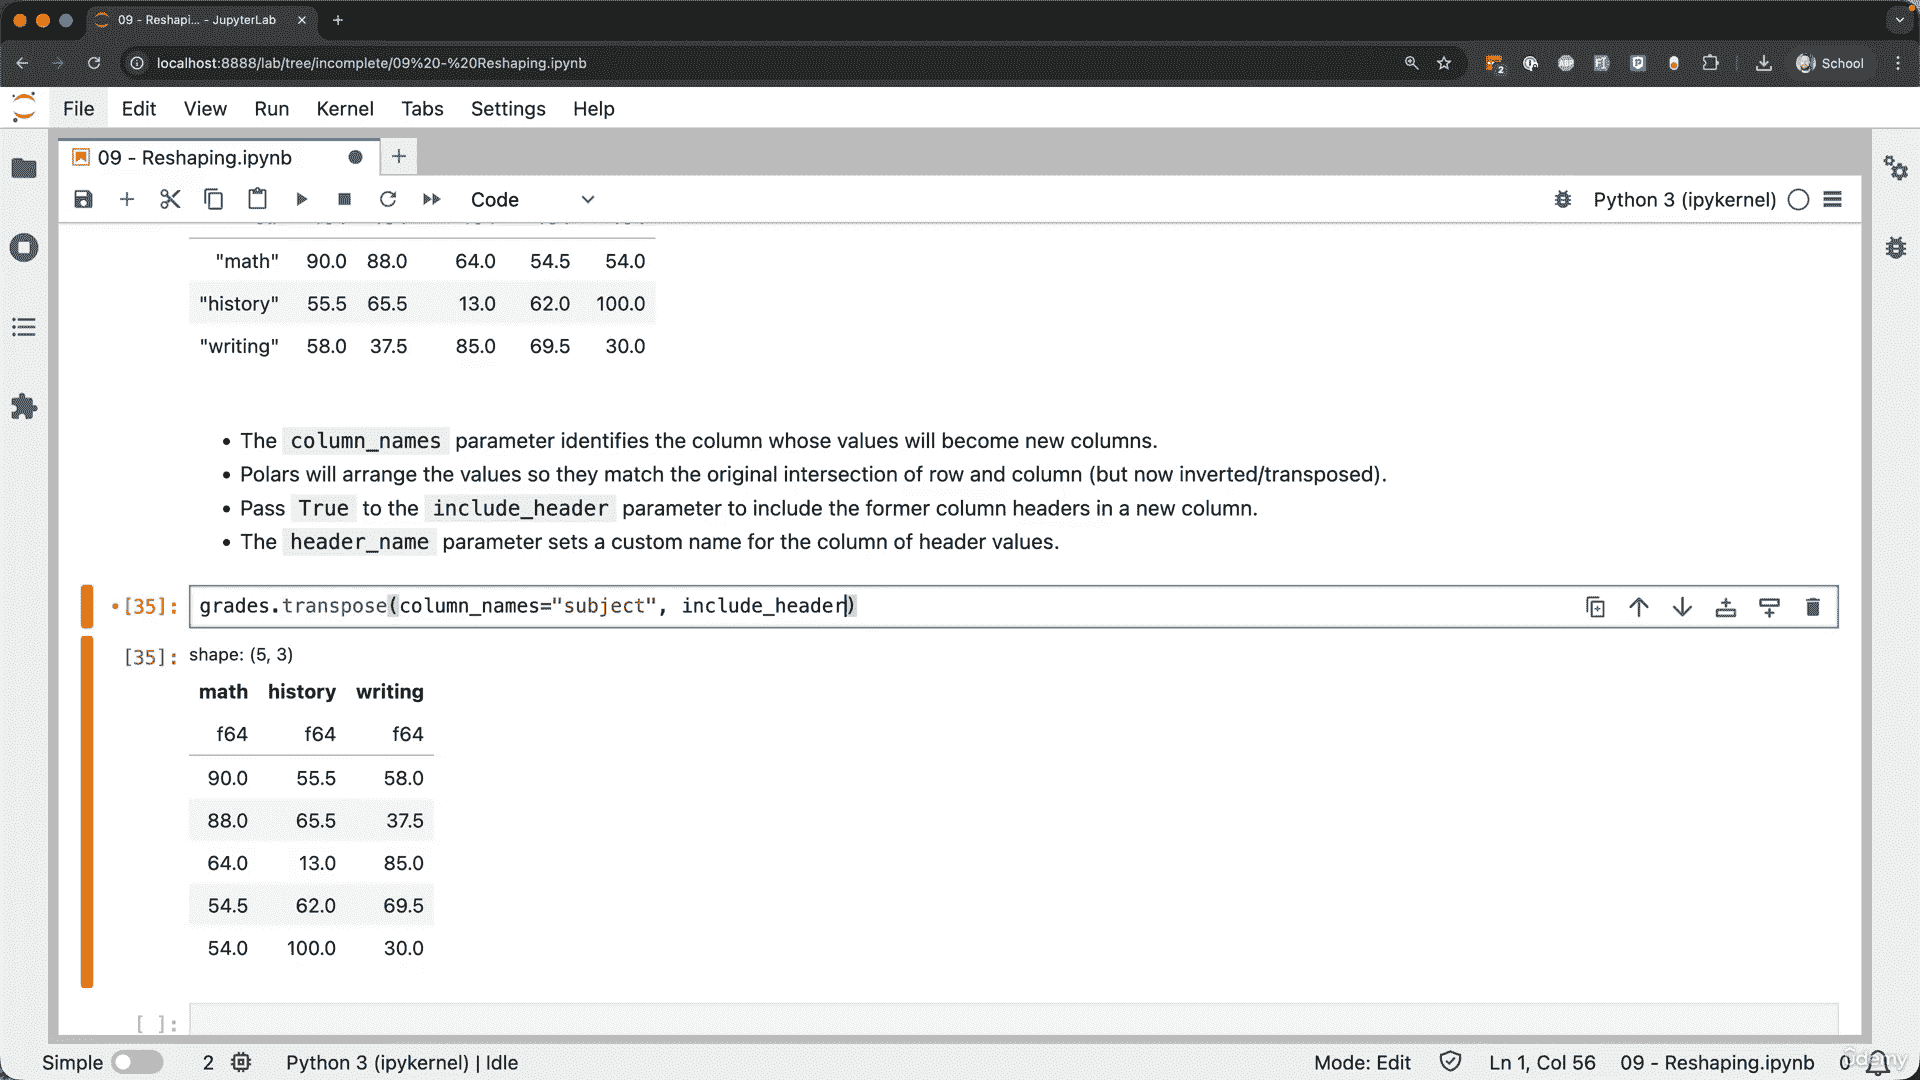 09 - Reshapi... - JupyterLab
localhost:8888/lab/tree/incomplete/09%20-%20Reshaping.ipynb
2
School
File Edit View Run Kernel Tabs Settings Help
09 - Reshaping.ipynb
Code
Python 3 (ipykernel)
"math" 90.0 88.0 64.0 54.5 54.0
"history" 55.5 65.5 13.0 62.0 100.0
"writing" 58.0 37.5 85.0 69.5 30.0
• The column_names parameter identifies the column whose values will become new columns.
• Polars will arrange the values so they match the original intersection of row and column (but now inverted/transposed).
• Pass True to the include_header parameter to include the former column headers in a new column.
• The header_name parameter sets a custom name for the column of header values.
[35]: grades.transpose(column_names="subject", include_header)
[35]: shape: (5, 3)
math history writing
f64 f64 f64
90.0 55.5 58.0
88.0 65.5 37.5
64.0 13.0 85.0
54.5 62.0 69.5
54.0 100.0 30.0
[ ]:
Simple 2 Python 3 (ipykernel) | Idle Mode: Edit Ln 1, Col 56 09 - Reshaping.ipynb 0
Udemy